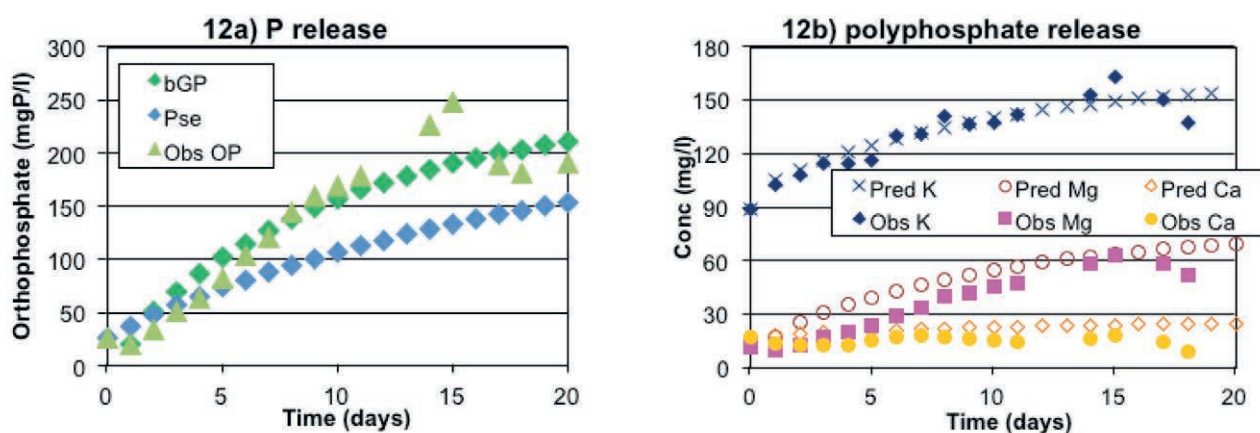 12a) P release
Orthophosphate (mgP/l)
300
250
200
150
100
50
0
bGP
Pse
Obs OP
0 5 10 15 20
Time (days)
12b) polyphosphate release
Conc (mg/l)
180
150
120
90
60
30
0
Pred K Pred Mg Pred Ca
Obs K Obs Mg Obs Ca
0 5 10 15 20
Time (days)